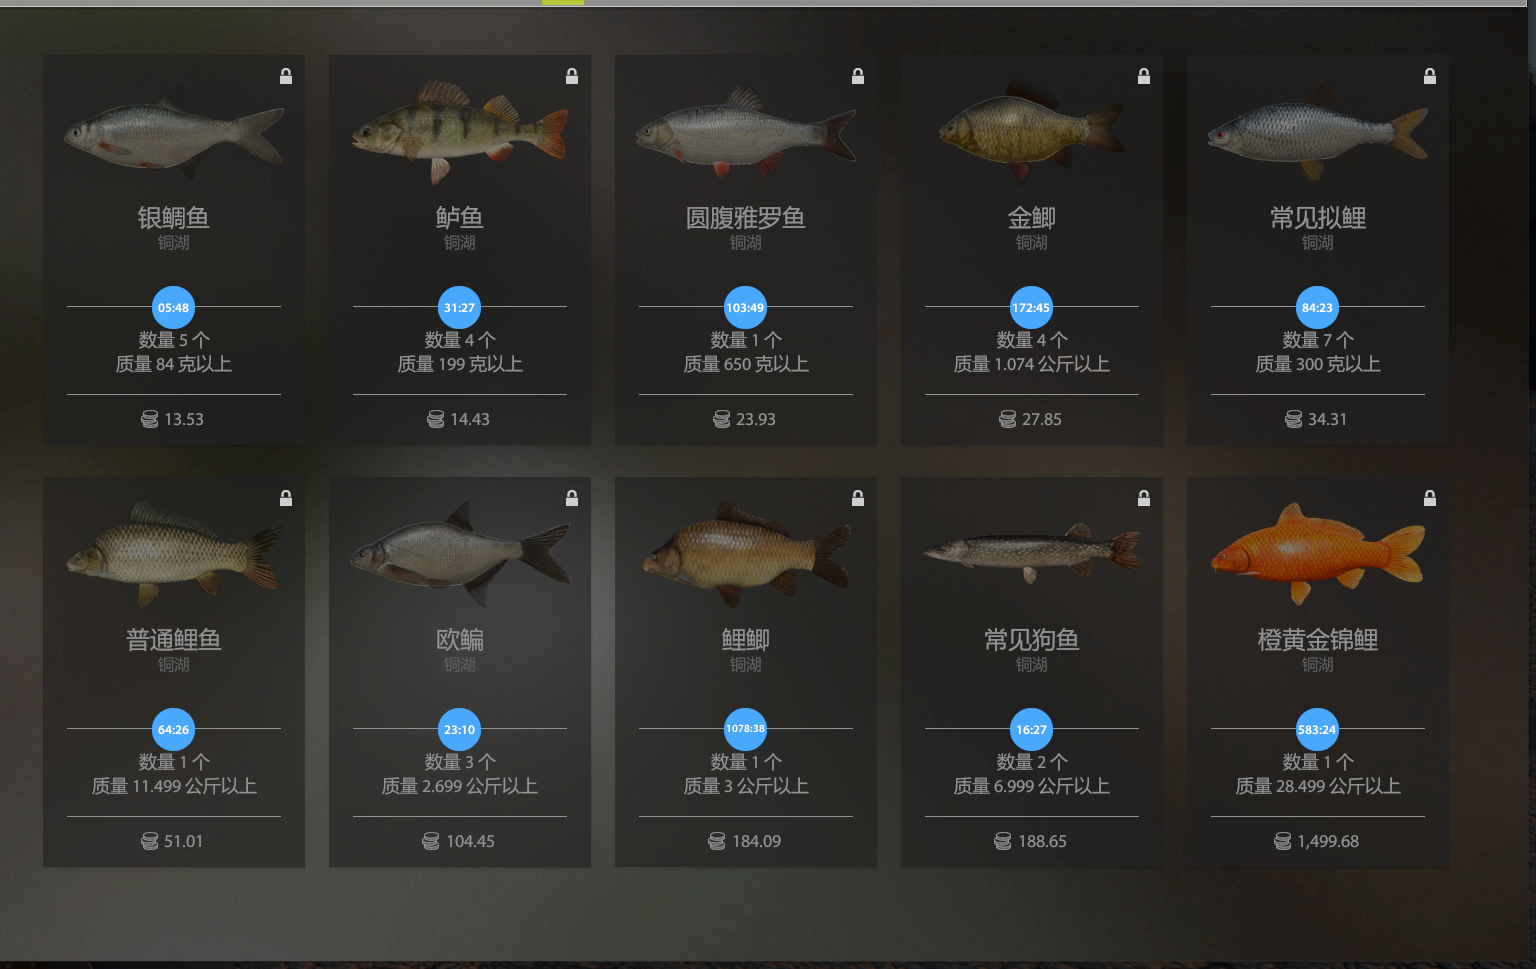 银鲷鱼
铜湖
05:48
数量 5 个
质量 84 克以上
13.53
鲈鱼
铜湖
31:27
数量 4 个
质量 199 克以上
14.43
圆腹雅罗鱼
铜湖
103:49
数量 1 个
质量 650 克以上
23.93
金鲫
铜湖
172:45
数量 4 个
质量 1.074 公斤以上
27.85
常见拟鲤
铜湖
84:23
数量 7 个
质量 300 克以上
34.31
普通鲤鱼
铜湖
64:26
数量 1 个
质量 11.499 公斤以上
51.01
欧鳊
铜湖
23:10
数量 3 个
质量 2.699 公斤以上
104.45
鲤鲫
铜湖
1078:38
数量 1 个
质量 3 公斤以上
184.09
常见狗鱼
铜湖
16:27
数量 2 个
质量 6.999 公斤以上
188.65
橙黄金锦鲤
铜湖
583:24
数量 1 个
质量 28.499 公斤以上
1,499.68